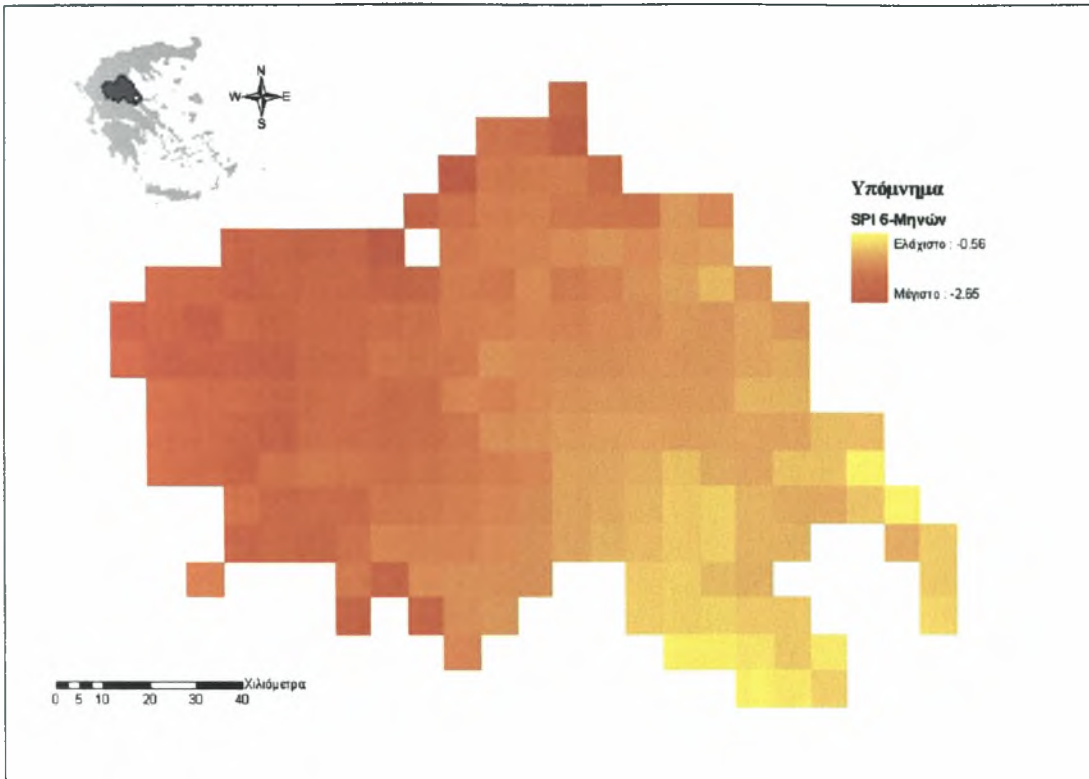 N
W E
S
Υπόμνημα
SPI 6-Μηνών
Ελάχιστο : -0.56
Μέγιστο : -2.65
Χιλιόμετρα
0 5 10 20 30 40